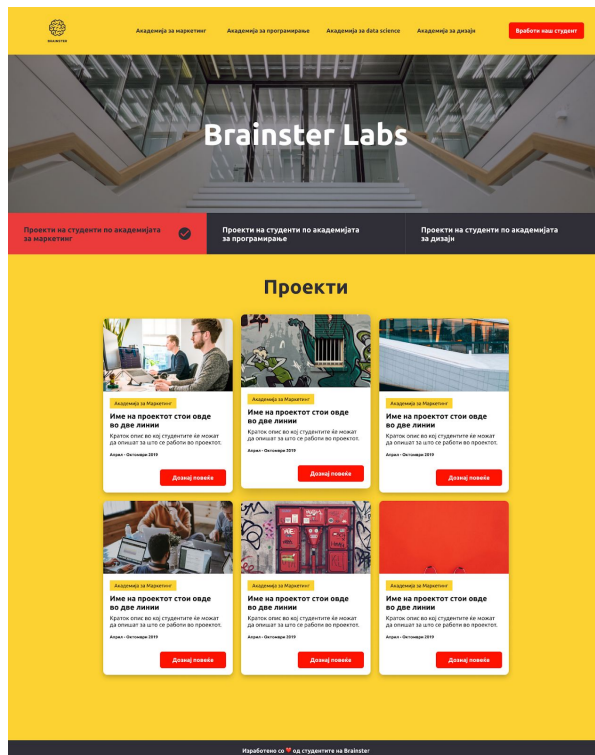 BRAINSTER
Академија за маркетинг
Академија за програмирање
Академија за data science
Академија за дизајн
Вработи наш студент
Brainster Labs
Проекти на студенти по академијата
за маркетинг
Проекти на студенти по академијата
за програмирање
Проекти на студенти по академијата
за дизајн
Проекти
Академија за Маркетинг
Име на проектот стои овде
во две линии
Краток опис во кој студентите ќе можат
да опишат за што се работи во проектот.
Април - Октомври 2019
Дознај повеќе
Академија за Маркетинг
Име на проектот стои овде
во две линии
Краток опис во кој студентите ќе можат
да опишат за што се работи во проектот.
Април - Октомври 2019
Дознај повеќе
Академија за Маркетинг
Име на проектот стои овде
во две линии
Краток опис во кој студентите ќе можат
да опишат за што се работи во проектот.
Април - Октомври 2019
Дознај повеќе
Академија за Маркетинг
Име на проектот стои овде
во две линии
Краток опис во кој студентите ќе можат
да опишат за што се работи во проектот.
Април - Октомври 2019
Дознај повеќе
Академија за Маркетинг
Име на проектот стои овде
во две линии
Краток опис во кој студентите ќе можат
да опишат за што се работи во проектот.
Април - Октомври 2019
Дознај повеќе
Академија за Маркетинг
Име на проектот стои овде
во две линии
Краток опис во кој студентите ќе можат
да опишат за што се работи во проектот.
Април - Октомври 2019
Дознај повеќе
Изработено со ❤ од студентите на Brainster